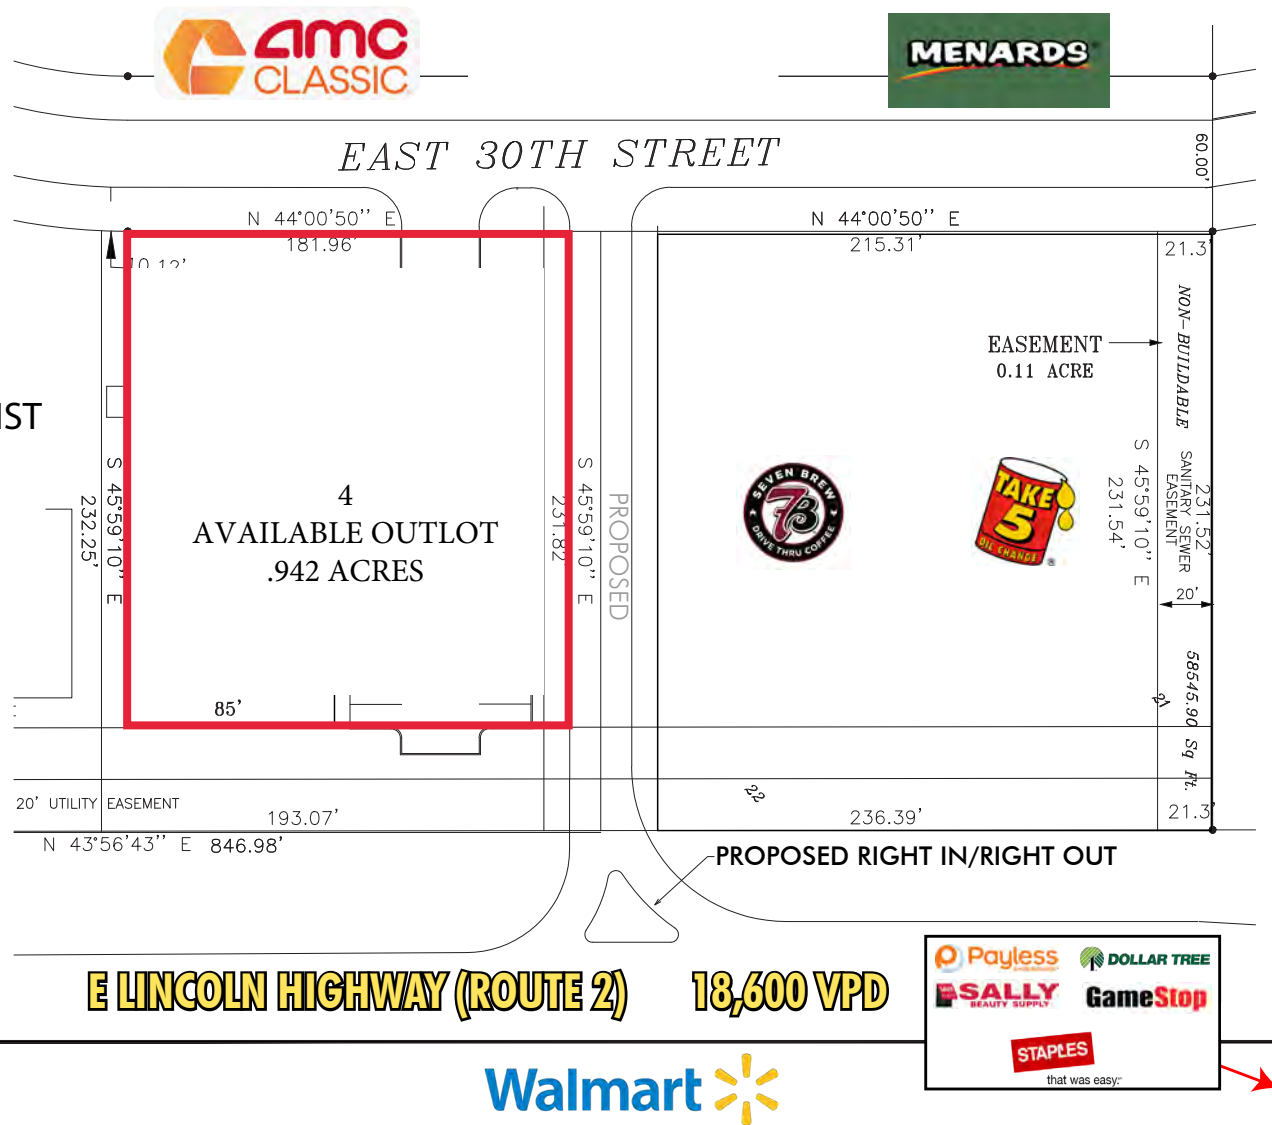 amc
CLASSIC
MENARDS
EAST 30TH STREET
60.00'
N 44°00'50'' E
181.96'
N 44°00'50'' E
215.31'
21.3'
10.12'
NON-BUILDABLE
EASEMENT
0.11 ACRE
IST
S 45°59'10'' E
232.25'
4
AVAILABLE OUTLOT
.942 ACRES
S 45°59'10'' E
231.82'
PROPOSED
SEVEN BREW
7B
DRIVE THRU COFFEE
TAKE
5
OIL CHANGE
®
S 45°59'10'' E
231.54'
SANITARY SEWER
EASEMENT
231.52'
20'
58545.90 Sq Ft.
21
85'
20' UTILITY EASEMENT
193.07'
22
236.39'
21.3'
N 43°56'43'' E 846.98'
PROPOSED RIGHT IN/RIGHT OUT
E LINCOLN HIGHWAY (ROUTE 2) 18,600 VPD
Payless
DOLLAR TREE
SALLY
BEAUTY SUPPLY
GameStop
STAPLES
that was easy.
Walmart